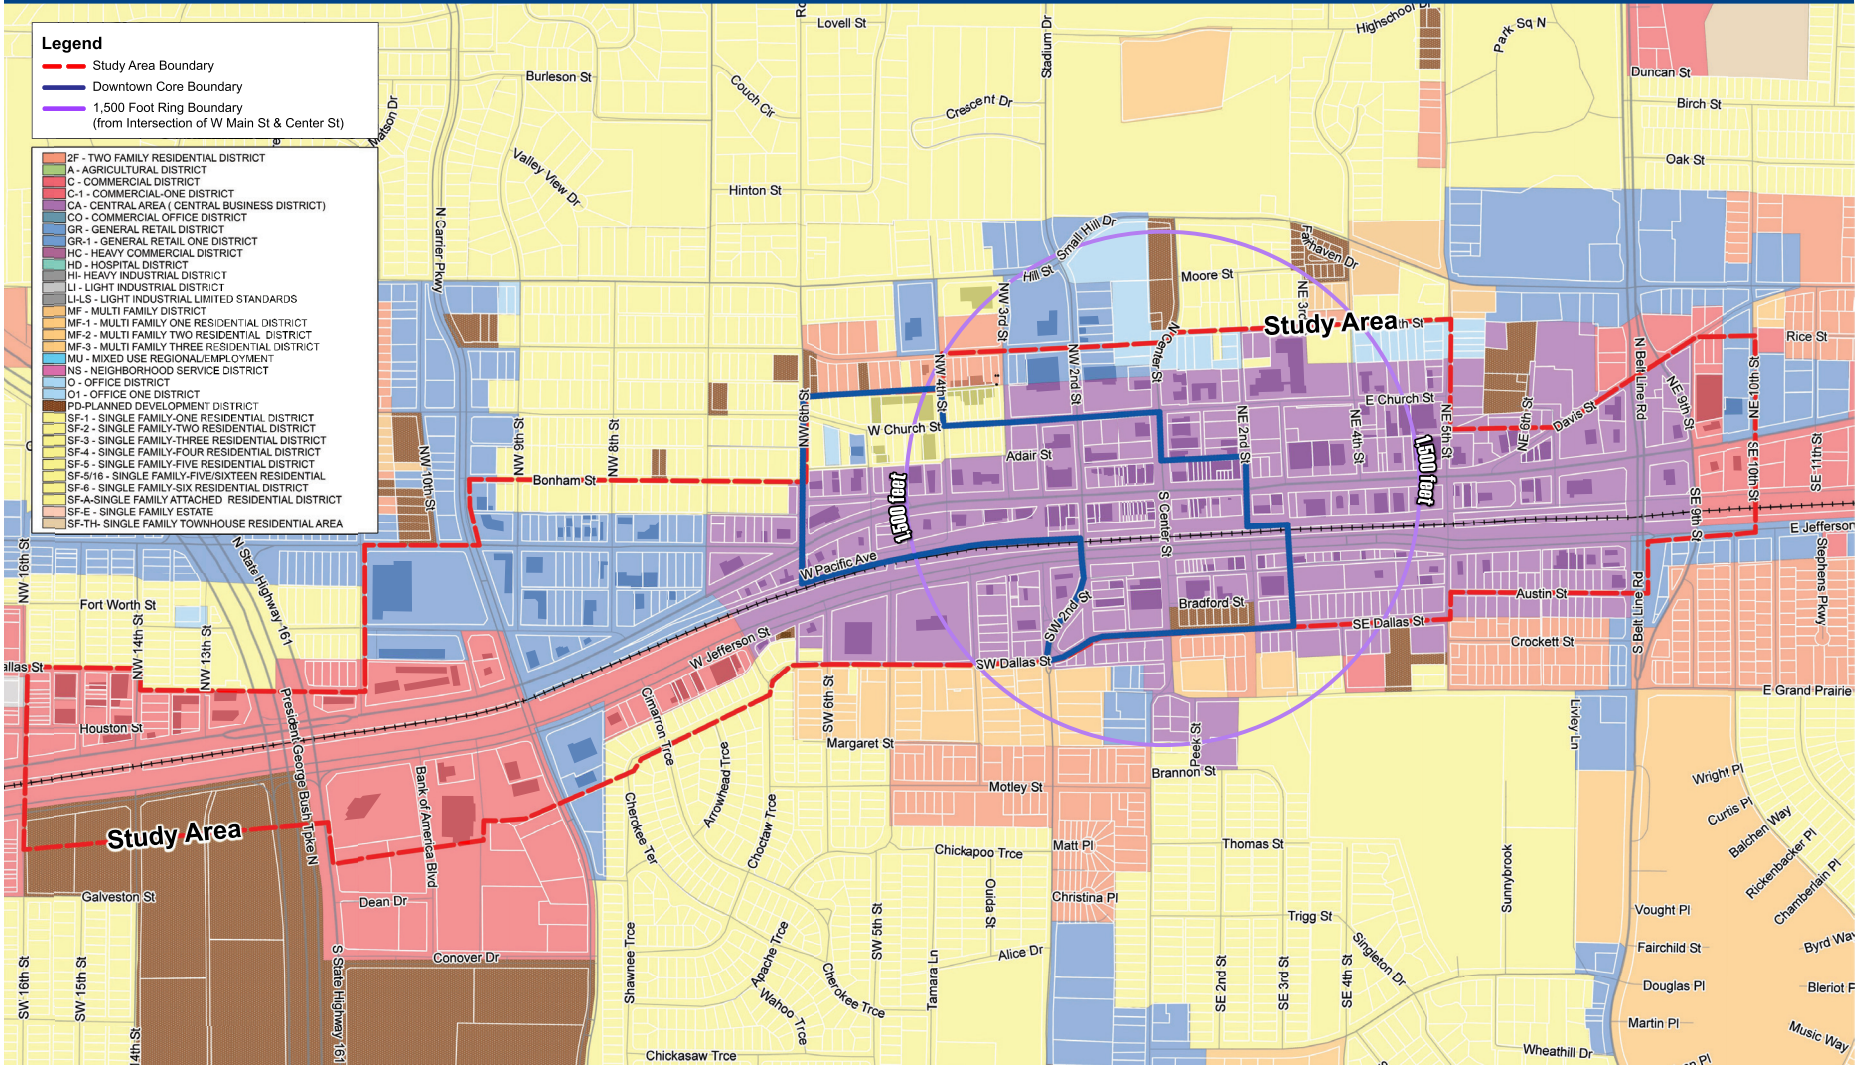 Legend
Study Area Boundary
Downtown Core Boundary
1,500 Foot Ring Boundary
(from Intersection of W Main St & Center St)
2F - TWO FAMILY RESIDENTIAL DISTRICT
A - AGRICULTURAL DISTRICT
C - COMMERCIAL DISTRICT
C-1 - COMMERCIAL-ONE DISTRICT
CA - CENTRAL AREA ( CENTRAL BUSINESS DISTRICT)
CO - COMMERCIAL OFFICE DISTRICT
GR - GENERAL RETAIL DISTRICT
GR-1 - GENERAL RETAIL ONE DISTRICT
HC - HEAVY COMMERCIAL DISTRICT
HD - HOSPITAL DISTRICT
HI- HEAVY INDUSTRIAL DISTRICT
LI - LIGHT INDUSTRIAL DISTRICT
LI-LS - LIGHT INDUSTRIAL LIMITED STANDARDS
MF - MULTI FAMILY DISTRICT
MF-1 - MULTI FAMILY ONE RESIDENTIAL DISTRICT
MF-2 - MULTI FAMILY TWO RESIDENTIAL DISTRICT
MF-3 - MULTI FAMILY THREE RESIDENTIAL DISTRICT
MU - MIXED USE REGIONAL/EMPLOYMENT
NS - NEIGHBORHOOD SERVICE DISTRICT
O - OFFICE DISTRICT
O1 - OFFICE ONE DISTRICT
PD-PLANNED DEVELOPMENT DISTRICT
SF-1 - SINGLE FAMILY-ONE RESIDENTIAL DISTRICT
SF-2 - SINGLE FAMILY-TWO RESIDENTIAL DISTRICT
SF-3 - SINGLE FAMILY-THREE RESIDENTIAL DISTRICT
SF-4 - SINGLE FAMILY-FOUR RESIDENTIAL DISTRICT
SF-5 - SINGLE FAMILY-FIVE RESIDENTIAL DISTRICT
SF-5/16 - SINGLE FAMILY-FIVE/SIXTEEN RESIDENTIAL
SF-6 - SINGLE FAMILY-SIX RESIDENTIAL DISTRICT
SF-A-SINGLE FAMILY ATTACHED RESIDENTIAL DISTRICT
SF-E - SINGLE FAMILY ESTATE
SF-TH- SINGLE FAMILY TOWNHOUSE RESIDENTIAL AREA
Lovell St
Stadium Dr
Highschool Dr
Park Sq N
Burleson St
Couch Cir
Crescent Dr
Duncan St
Birch St
Matson Dr
Valley View Dr
Hinton St
Oak St
N Carrier Pkwy
Small Hill Dr
Hill St
Moore St
Fairhaven Dr
NW 3rd St
NE 3rd
Study Area
th St
N Center St
NW 2nd St
NW 4th St
NW 6th St
E Church St
W Church St
Adair St
NE 2nd St
NE 4th St
NE 5th St
NE 6th St
Davis St
N Belt Line Rd
NE 9th St
NE 10th St
Rice St
NW 10th St
NW 9th St
NW 8th St
Bonham St
1,500 feet
1,500 feet
S Center St
SE 9th St
SE 10th St
SE 11th St
E Jefferson
W Pacific Ave
NW 16th St
N State Highway 161
Fort Worth St
NW 14th St
NW 13th St
allas St
W Jefferson St
SW 2nd St
Bradford St
SE Dallas St
Austin St
S Belt Line Rd
Stephens Pkwy
Crockett St
SW Dallas St
E Grand Prairie
President George Bush Tpke N
Houston St
Cimarron Trce
SW 6th St
Peek St
Livley Ln
Margaret St
Arrowhead Trce
Brannon St
Wright Pl
Bank of America Blvd
Motley St
Curtis Pl
Study Area
Cherokee Ter
Choctaw Trce
Balchen Way
Rickenbacker Pl
Chickapoo Trce
Matt Pl
Thomas St
Sunnybrook
Chamberlain Pl
Galveston St
Dean Dr
Ouida St
Christina Pl
Vought Pl
Trigg St
SW 5th St
Singleton Dr
Fairchild St
Byrd Way
Conover Dr
Alice Dr
Apache Trce
Shawnee Trce
Tamara Ln
SW 16th St
SW 15th St
S State Highway 161
Cherokee Trce
SE 2nd St
SE 3rd St
SE 4th St
Douglas Pl
Bleriot P
Wahoo Trce
Martin Pl
Music Way
4th St
Chickasaw Trce
Wheathill Dr